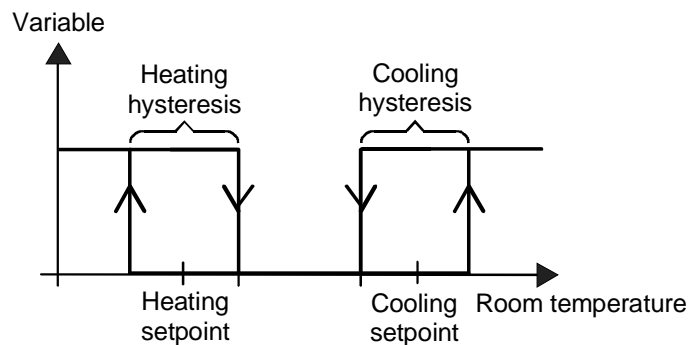 Variable
Heating
hysteresis
Cooling
hysteresis
Heating
setpoint
Cooling
setpoint
Room temperature